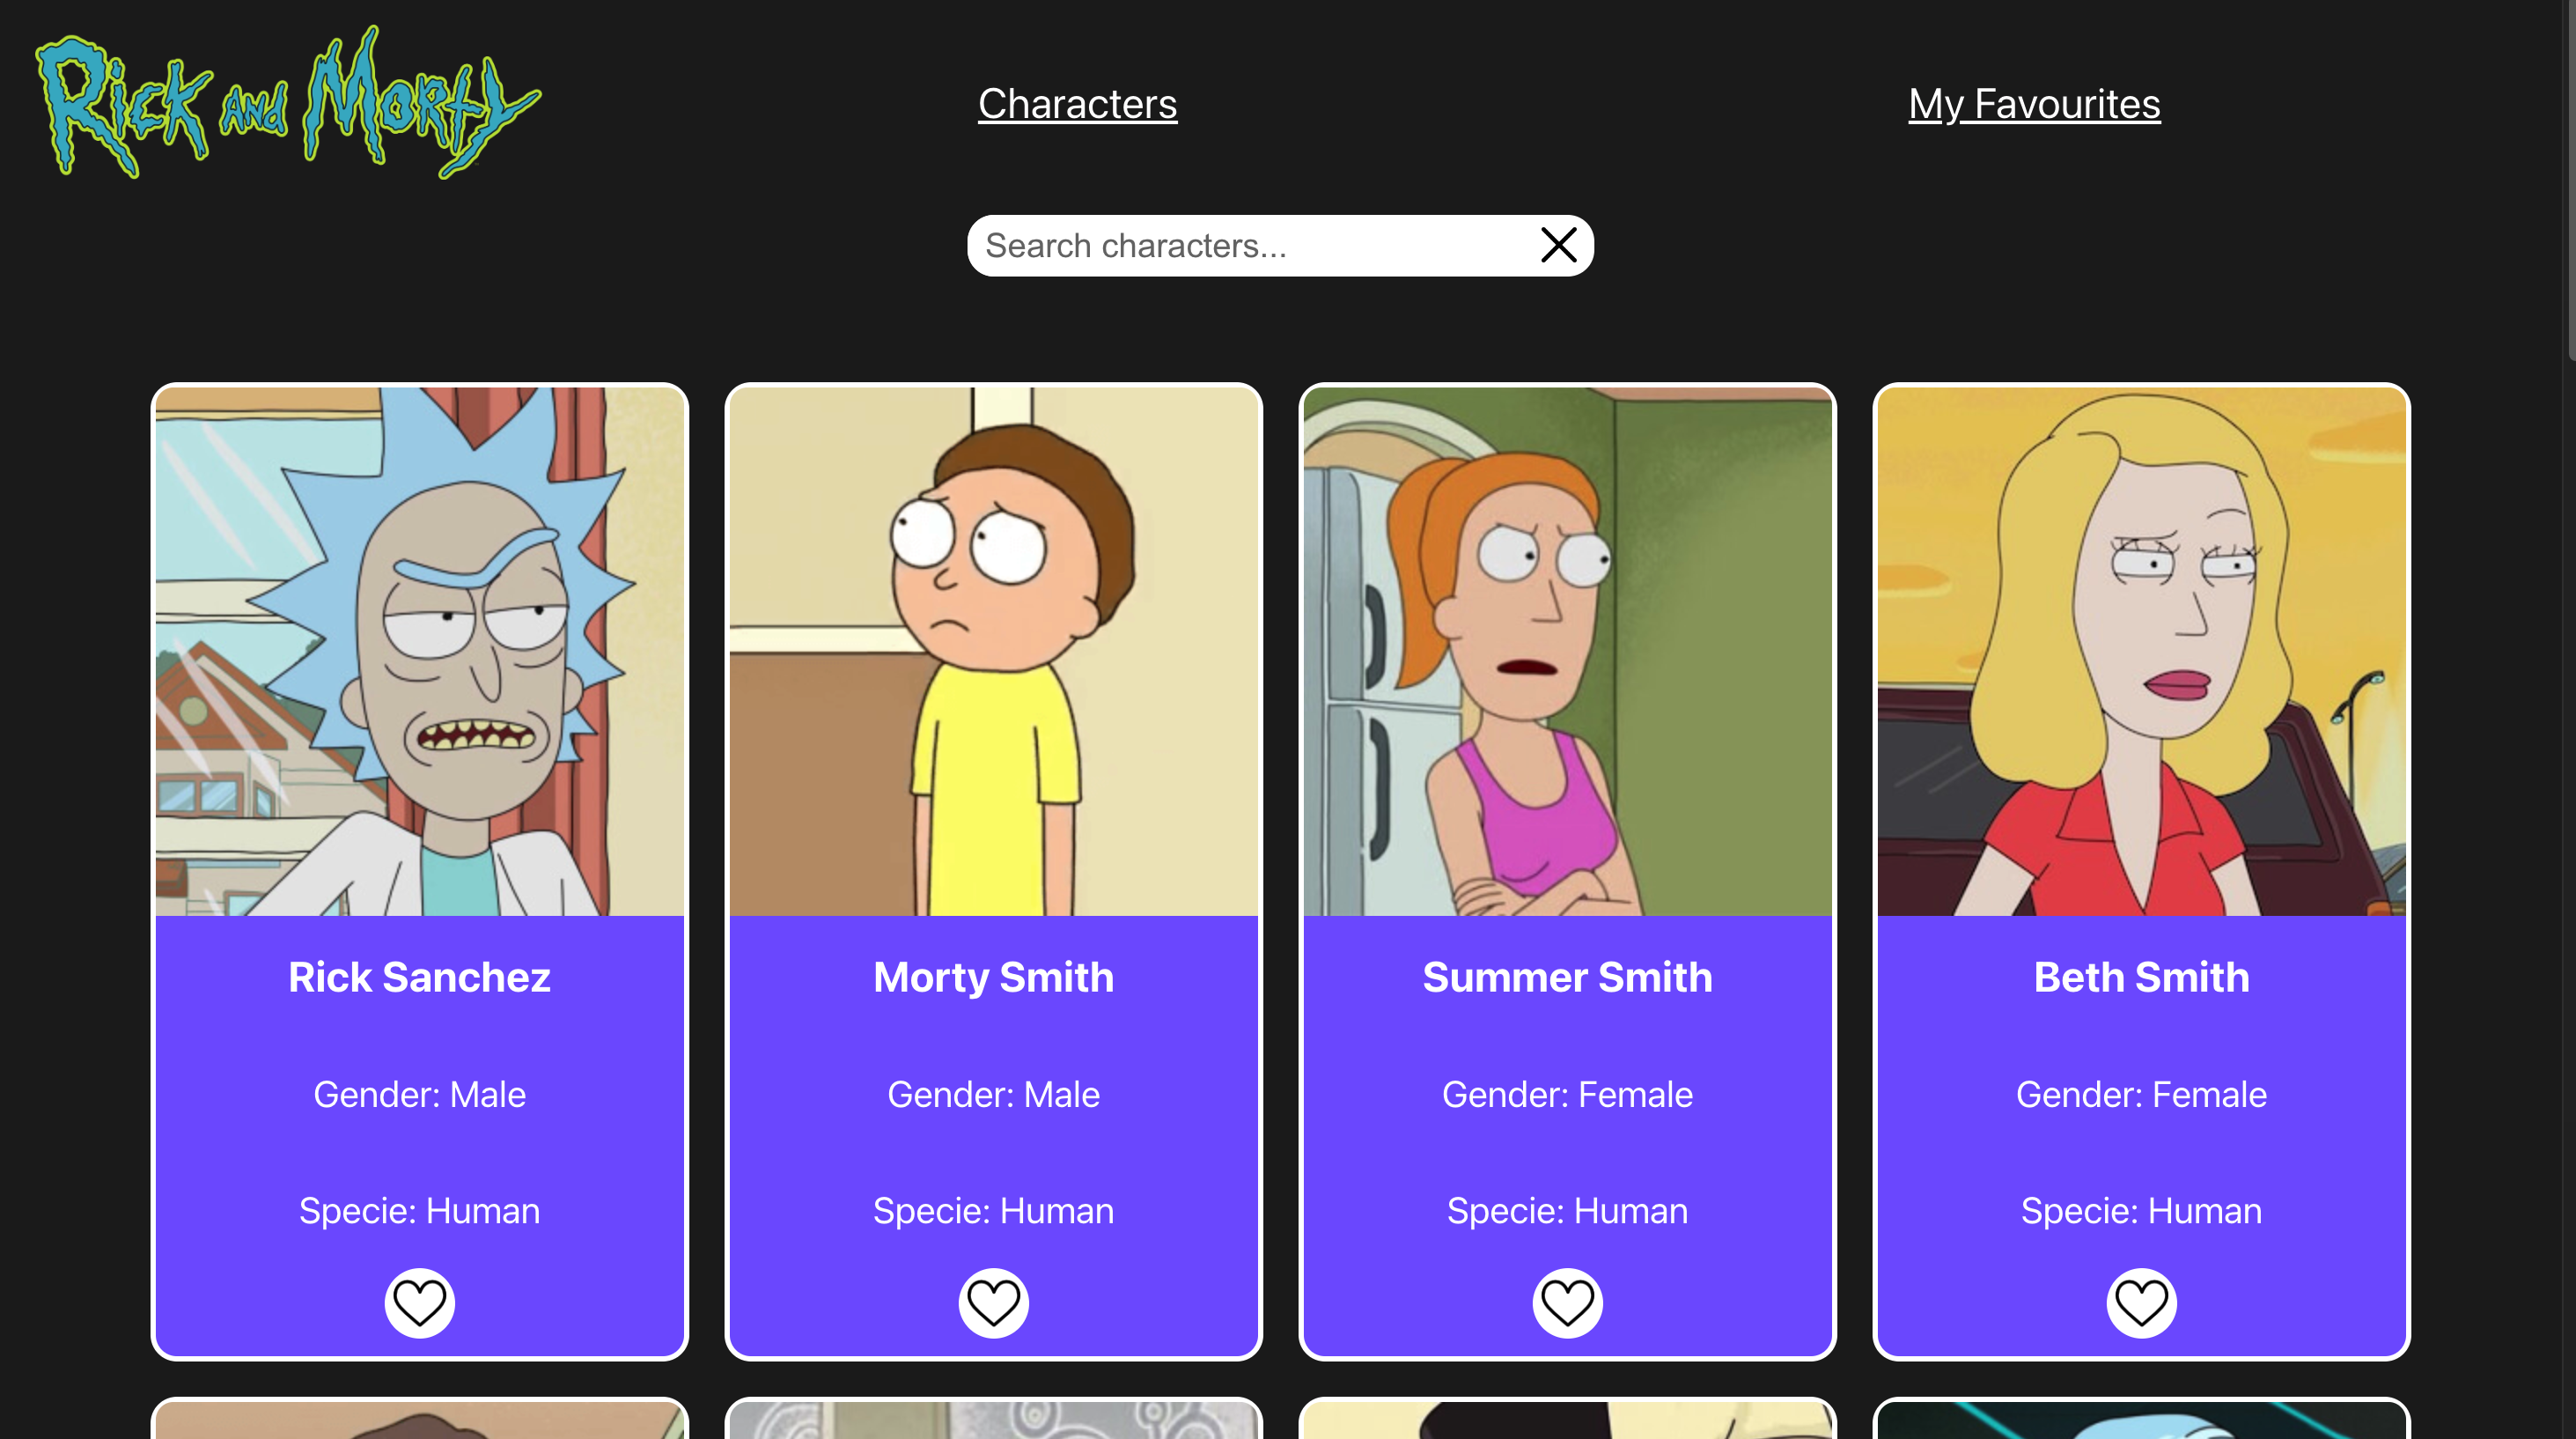 Rick and Morty
Characters
My Favourites
Search characters...
Rick Sanchez
Gender: Male
Specie: Human
Morty Smith
Gender: Male
Specie: Human
Summer Smith
Gender: Female
Specie: Human
Beth Smith
Gender: Female
Specie: Human